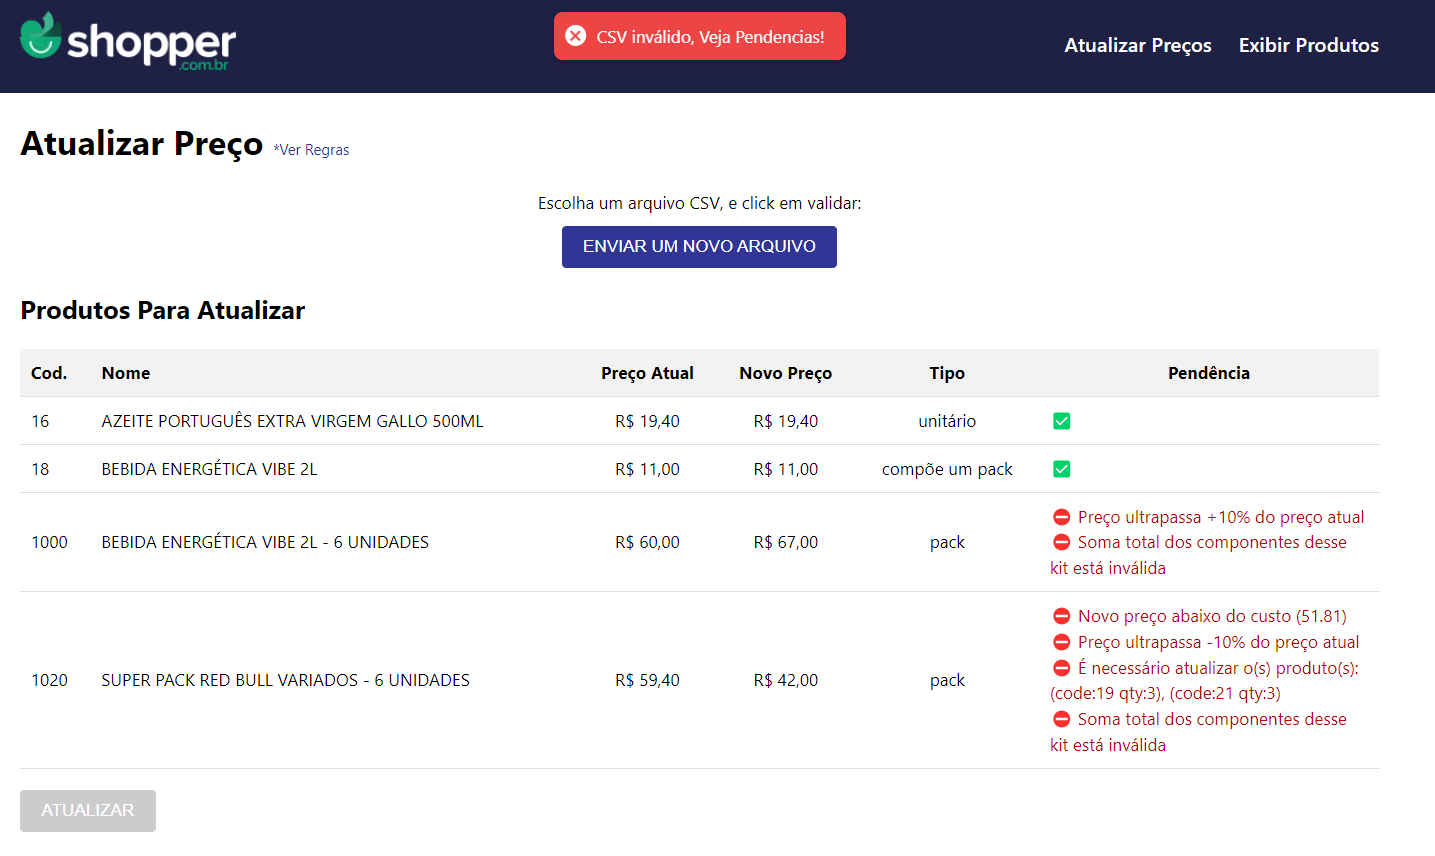 shopper
.com.br
CSV inválido, Veja Pendencias!
Atualizar Preços Exibir Produtos
Atualizar Preço *Ver Regras
Escolha um arquivo CSV, e click em validar:
ENVIAR UM NOVO ARQUIVO
Produtos Para Atualizar
Cod. Nome Preço Atual Novo Preço Tipo Pendência
16 AZEITE PORTUGUÊS EXTRA VIRGEM GALLO 500ML R$ 19,40 R$ 19,40 unitário
18 BEBIDA ENERGÉTICA VIBE 2L R$ 11,00 R$ 11,00 compõe um pack
1000 BEBIDA ENERGÉTICA VIBE 2L - 6 UNIDADES R$ 60,00 R$ 67,00 pack
Preço ultrapassa +10% do preço atual
Soma total dos componentes desse
kit está inválida
1020 SUPER PACK RED BULL VARIADOS - 6 UNIDADES R$ 59,40 R$ 42,00 pack
Novo preço abaixo do custo (51.81)
Preço ultrapassa -10% do preço atual
É necessário atualizar o(s) produto(s):
(code:19 qty:3), (code:21 qty:3)
Soma total dos componentes desse
kit está inválida
ATUALIZAR